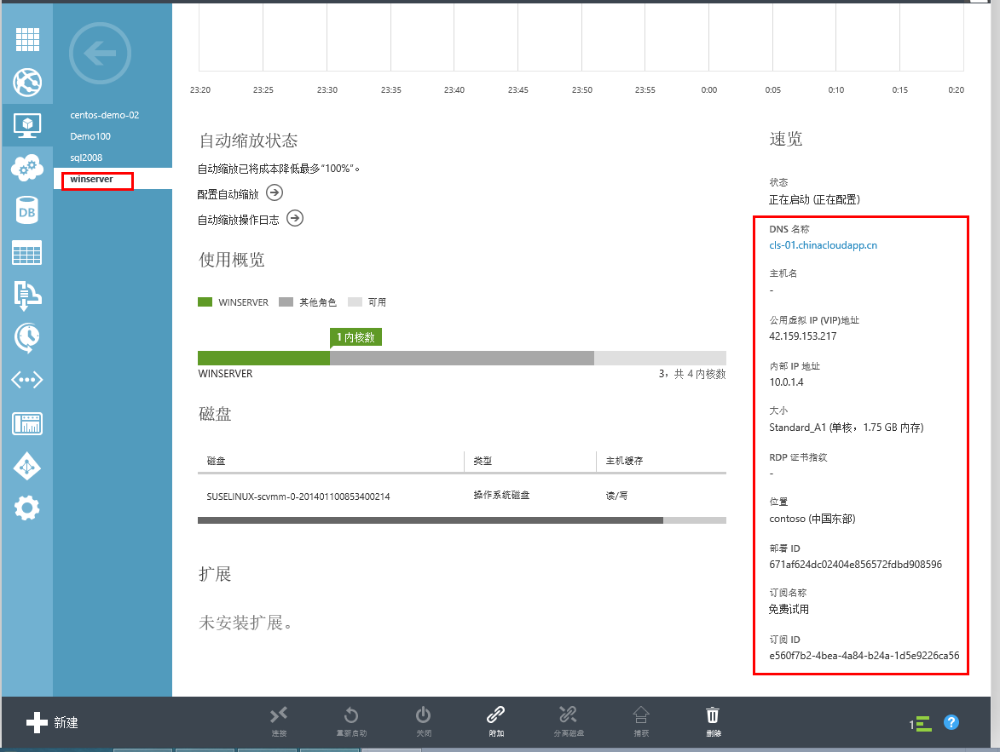 centos-demo-02
Demo100
sql2008
winserver
DB
23:20 23:25 23:30 23:35 23:40 23:45 23:50 23:55 0:00 0:05 0:10 0:15 0:20
自动缩放状态
自动缩放已将成本降低最多“100%”。
配置自动缩放
自动缩放操作日志
使用概览
WINSERVER 其他角色 可用
1 内核数
WINSERVER 3，共 4 内核数
磁盘
磁盘 类型 主机缓存
SUSELINUX-scvmm-0-201401100853400214 操作系统磁盘 读/写
扩展
未安装扩展。
速览
状态
正在启动 (正在配置)
DNS 名称
cls-01.chinacloudapp.cn
主机名
-
公用虚拟 IP (VIP)地址
42.159.153.217
内部 IP 地址
10.0.1.4
大小
Standard_A1 (单核，1.75 GB 内存)
RDP 证书指纹
-
位置
contoso (中国东部)
部署 ID
671af624dc02404e856572fdbd908596
订阅名称
免费试用
订阅 ID
e560f7b2-4bea-4a84-b24a-1d5e9226ca56
新建
连接 重新启动 关闭 附加 分离磁盘 捕获 删除
1 ?